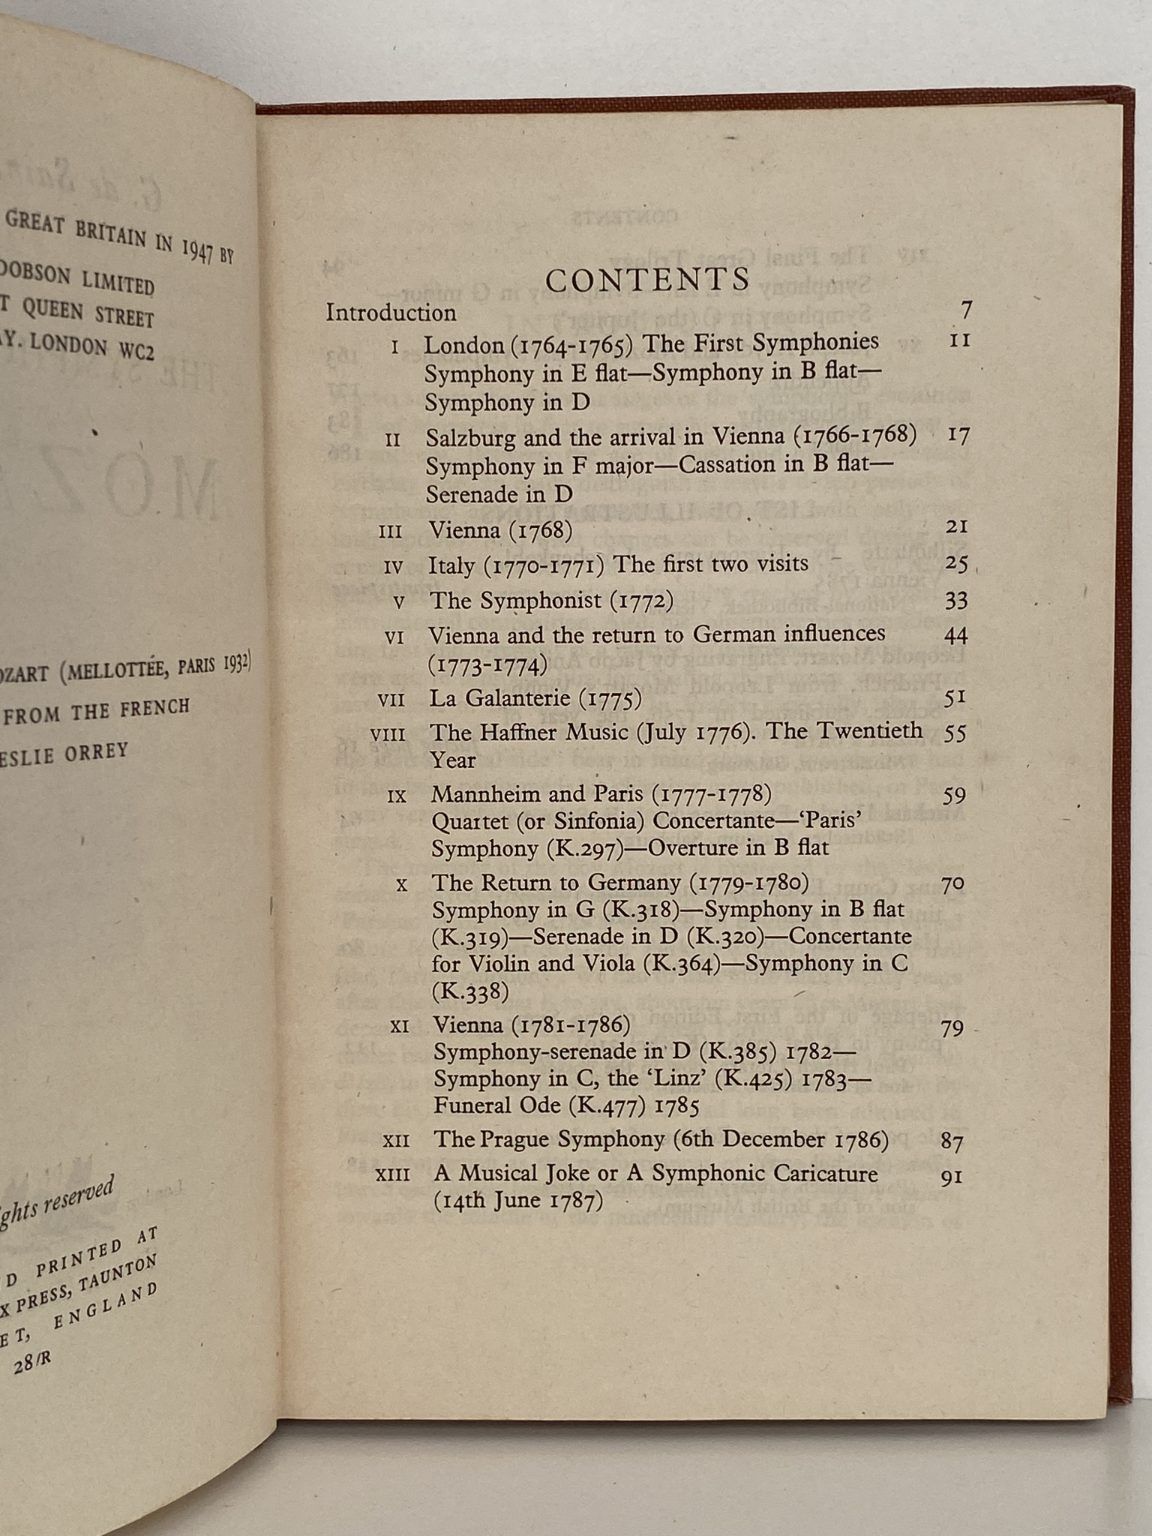 GREAT BRITAIN IN 1947 BY
DOBSON LIMITED
QUEEN STREET
LONDON WC2
MOZART (MELLOTTÉE, PARIS 1932)
FROM THE FRENCH
LESLIE ORREY
rights reserved
PRINTED AT
PRESS, TAUNTON
ENGLAND
28/R
CONTENTS
Introduction 7
I London (1764-1765) The First Symphonies 11
Symphony in E flat—Symphony in B flat—
Symphony in D
II Salzburg and the arrival in Vienna (1766-1768) 17
Symphony in F major—Cassation in B flat—
Serenade in D
III Vienna (1768) 21
IV Italy (1770-1771) The first two visits 25
V The Symphonist (1772) 33
VI Vienna and the return to German influences 44
(1773-1774)
VII La Galanterie (1775) 51
VIII The Haffner Music (July 1776). The Twentieth 55
Year
IX Mannheim and Paris (1777-1778) 59
Quartet (or Sinfonia) Concertante—‘Paris’
Symphony (K.297)—Overture in B flat
X The Return to Germany (1779-1780) 70
Symphony in G (K.318)—Symphony in B flat
(K.319)—Serenade in D (K.320)—Concertante
for Violin and Viola (K.364)—Symphony in C
(K.338)
XI Vienna (1781-1786) 79
Symphony-serenade in D (K.385) 1782—
Symphony in C, the ‘Linz’ (K.425) 1783—
Funeral Ode (K.477) 1785
XII The Prague Symphony (6th December 1786) 87
XIII A Musical Joke or A Symphonic Caricature 91
(14th June 1787)